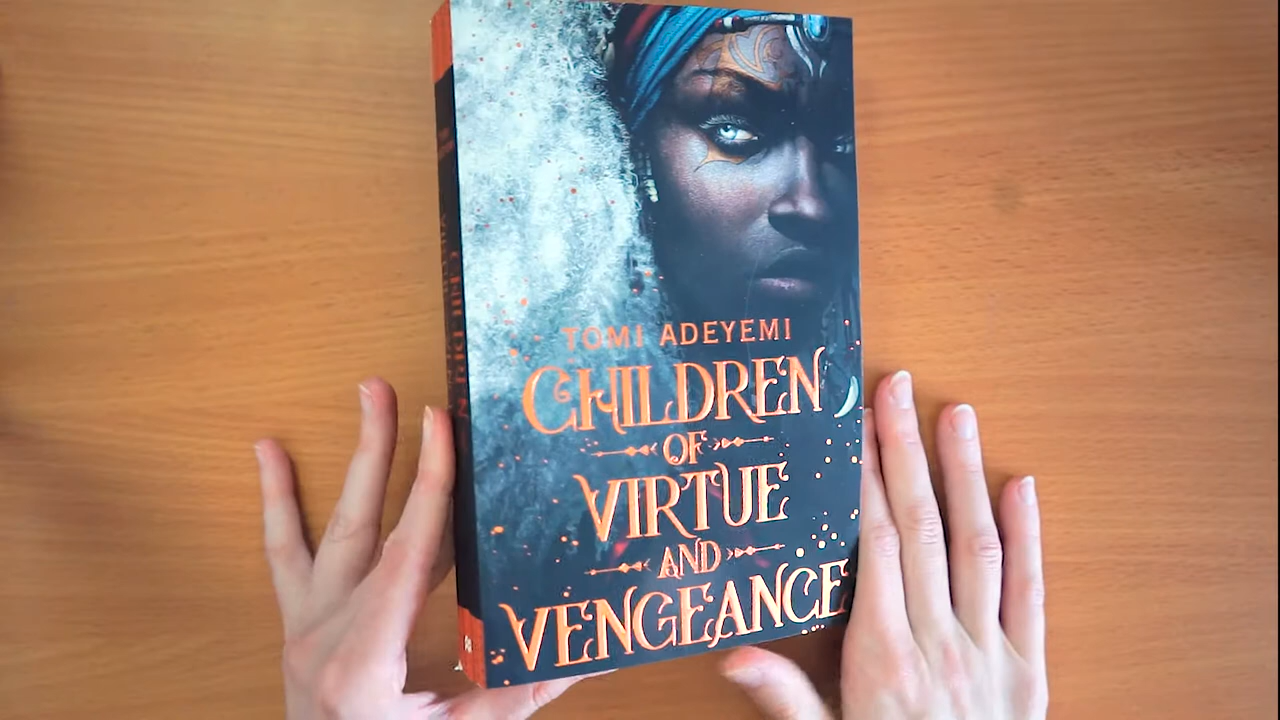 TOMI ADEYEMI
CHILDREN
OF
VIRTUE
AND
VENGEANCE